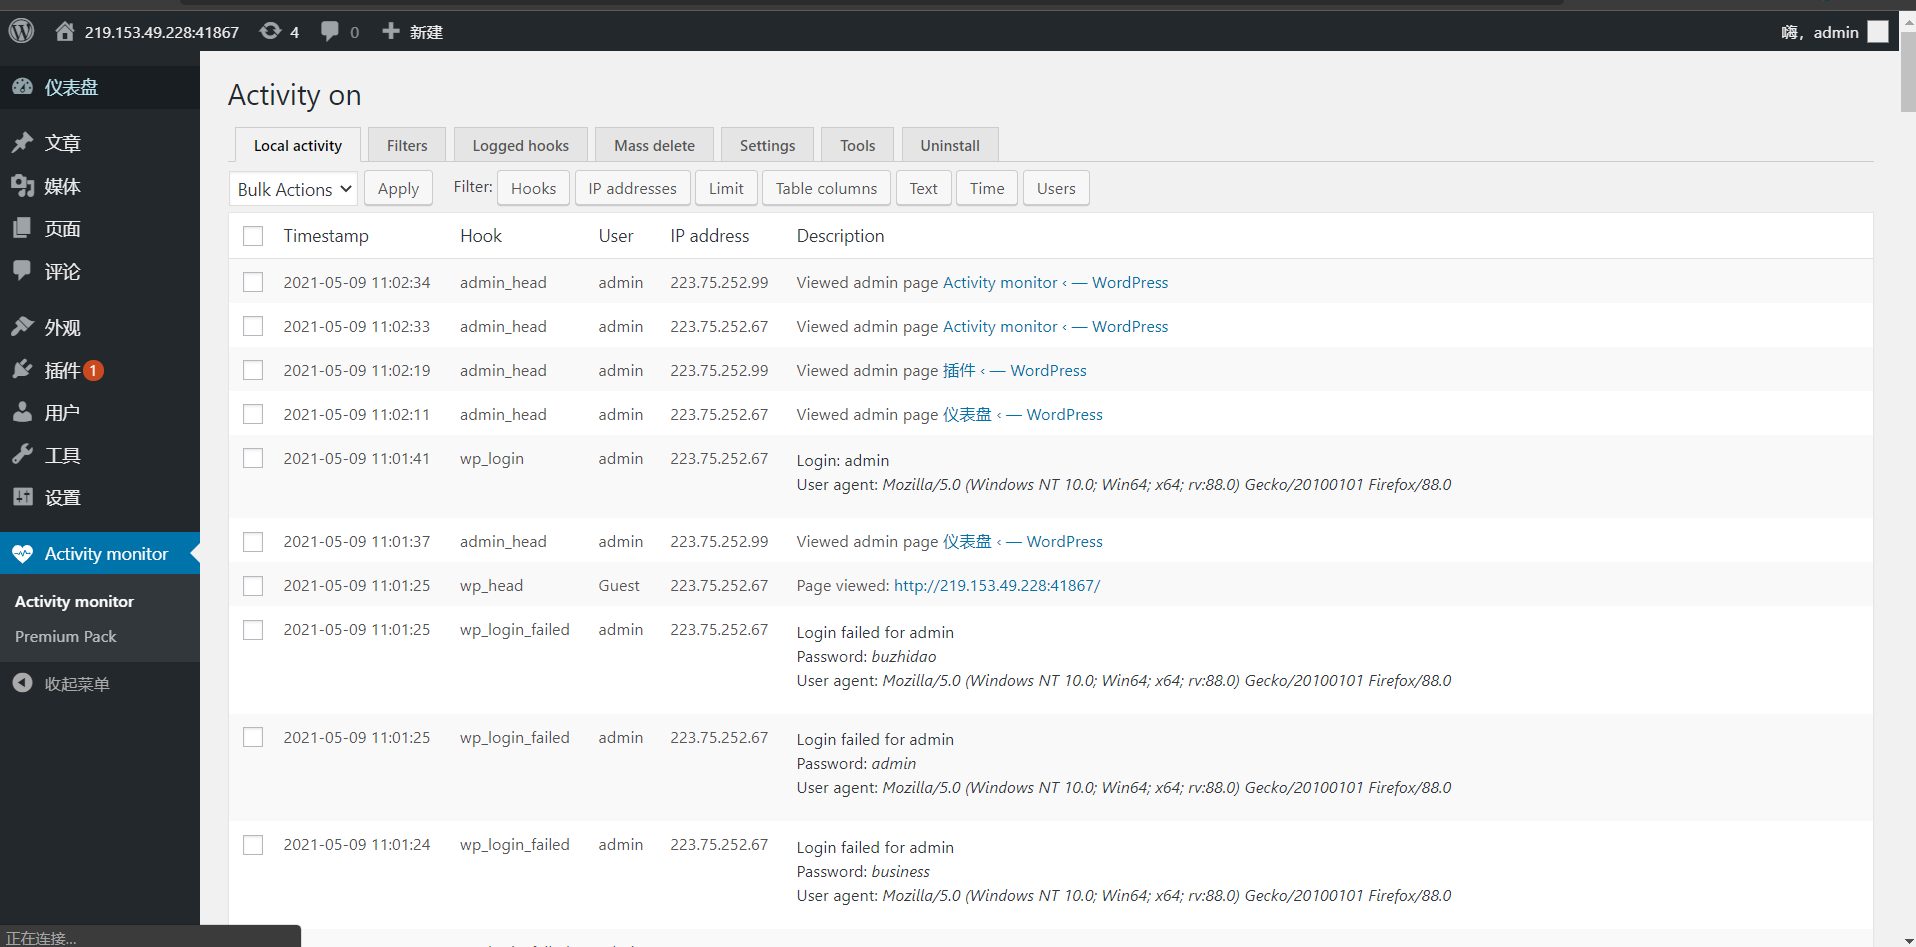 219.153.49.228:41867 4 0 新建 嗨，admin
仪表盘
文章
媒体
页面
评论
外观
插件 1
用户
工具
设置
Activity monitor
Activity monitor
Premium Pack
收起菜单
Activity on
Local activity Filters Logged hooks Mass delete Settings Tools Uninstall
Bulk Actions Apply Filter: Hooks IP addresses Limit Table columns Text Time Users
Timestamp Hook User IP address Description
2021-05-09 11:02:34 admin_head admin 223.75.252.99 Viewed admin page Activity monitor ‹ — WordPress
2021-05-09 11:02:33 admin_head admin 223.75.252.67 Viewed admin page Activity monitor ‹ — WordPress
2021-05-09 11:02:19 admin_head admin 223.75.252.99 Viewed admin page 插件 ‹ — WordPress
2021-05-09 11:02:11 admin_head admin 223.75.252.67 Viewed admin page 仪表盘 ‹ — WordPress
2021-05-09 11:01:41 wp_login admin 223.75.252.67 Login: admin
User agent: Mozilla/5.0 (Windows NT 10.0; Win64; x64; rv:88.0) Gecko/20100101 Firefox/88.0
2021-05-09 11:01:37 admin_head admin 223.75.252.99 Viewed admin page 仪表盘 ‹ — WordPress
2021-05-09 11:01:25 wp_head Guest 223.75.252.67 Page viewed: http://219.153.49.228:41867/
2021-05-09 11:01:25 wp_login_failed admin 223.75.252.67 Login failed for admin
Password: buzhidao
User agent: Mozilla/5.0 (Windows NT 10.0; Win64; x64; rv:88.0) Gecko/20100101 Firefox/88.0
2021-05-09 11:01:25 wp_login_failed admin 223.75.252.67 Login failed for admin
Password: admin
User agent: Mozilla/5.0 (Windows NT 10.0; Win64; x64; rv:88.0) Gecko/20100101 Firefox/88.0
2021-05-09 11:01:24 wp_login_failed admin 223.75.252.67 Login failed for admin
Password: business
User agent: Mozilla/5.0 (Windows NT 10.0; Win64; x64; rv:88.0) Gecko/20100101 Firefox/88.0
正在连接...